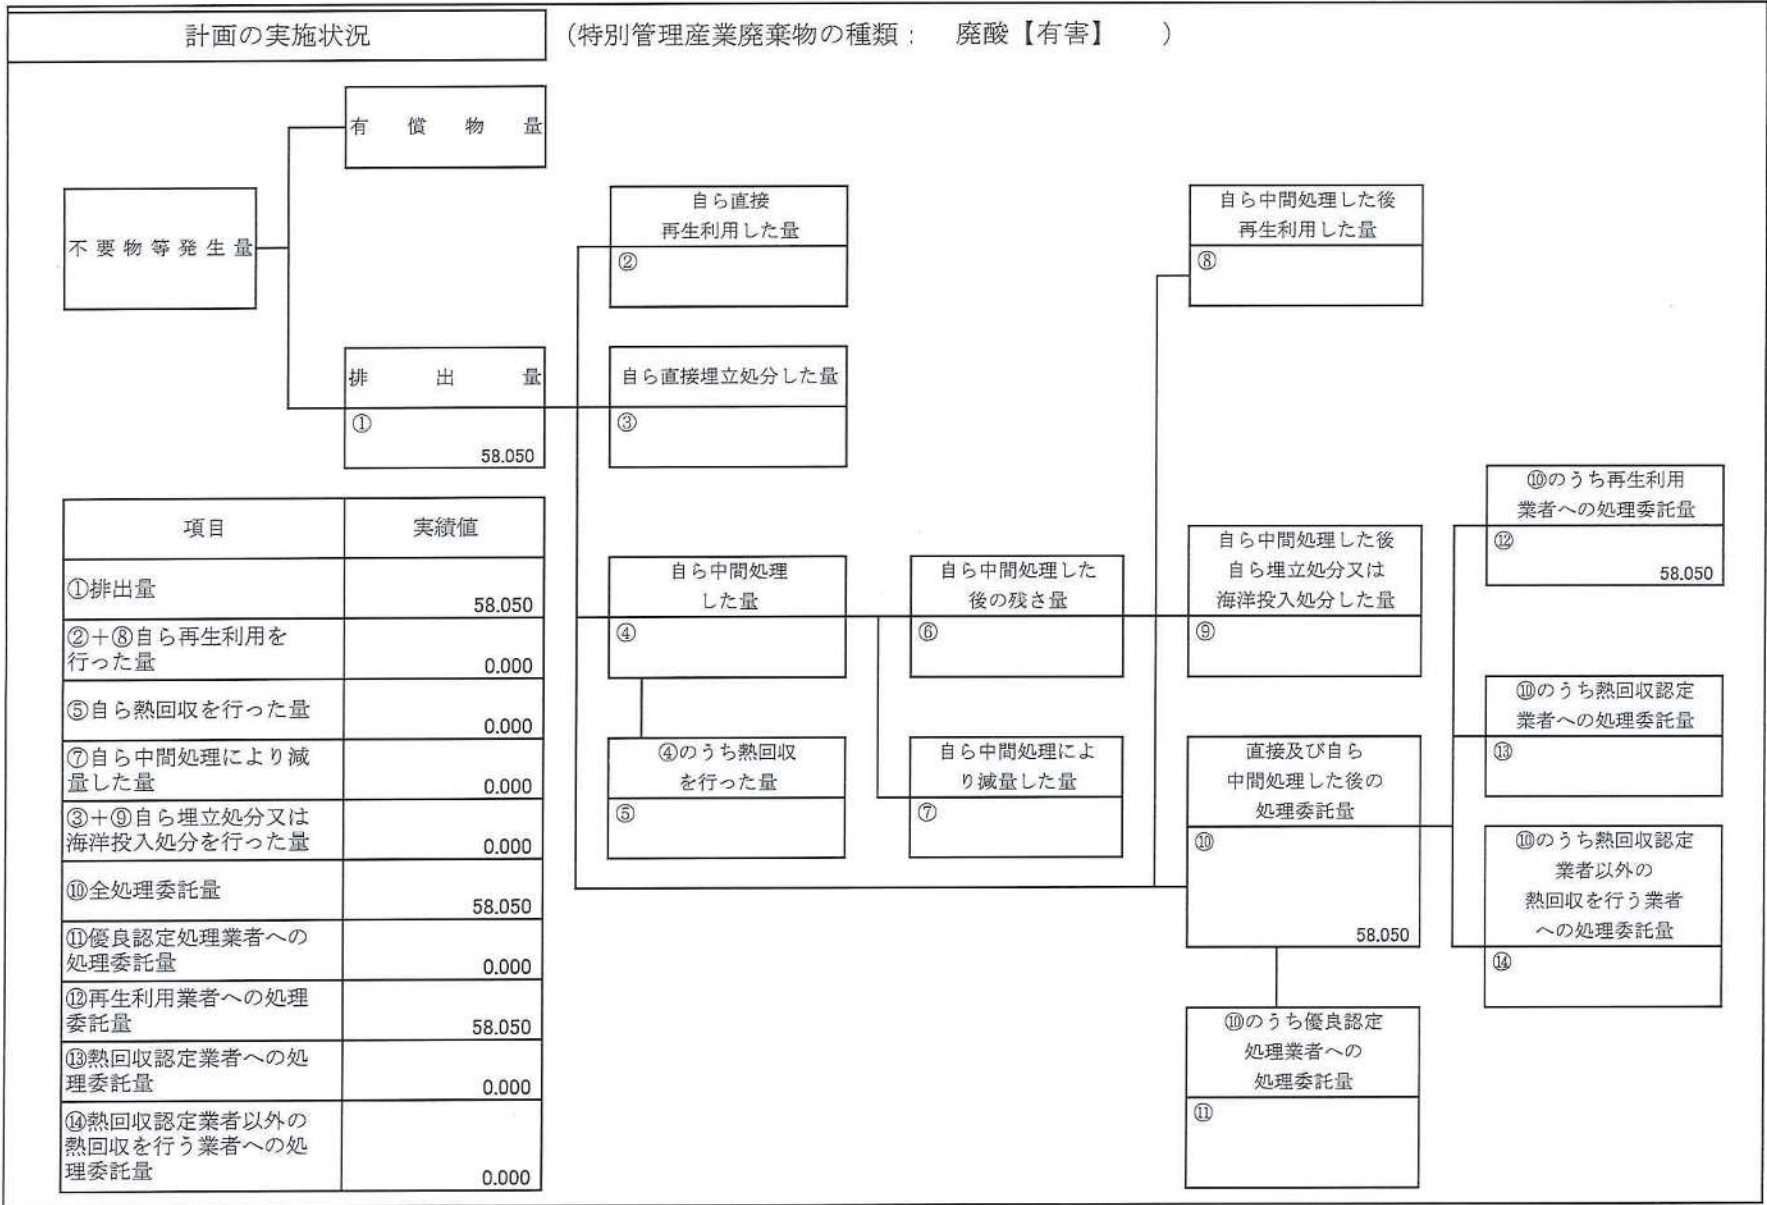 計画の実施状況
（特別管理産業廃棄物の種類： 廃酸【有害】 ）
有償物量
不要物等発生量
排出量
①
58.050
自ら直接
再生利用した量
②
自ら直接埋立処分した量
③
自ら中間処理
した量
④
④のうち熱回収
を行った量
⑤
自ら中間処理した
後の残さ量
⑥
自ら中間処理によ
り減量した量
⑦
自ら中間処理した後
再生利用した量
⑧
自ら中間処理した後
自ら埋立処分又は
海洋投入処分した量
⑨
直接及び自ら
中間処理した後の
処理委託量
⑩
58.050
⑩のうち優良認定
処理業者への
処理委託量
⑪
⑩のうち再生利用
業者への処理委託量
⑫
58.050
⑩のうち熱回収認定
業者への処理委託量
⑬
⑩のうち熱回収認定
業者以外の
熱回収を行う業者
への処理委託量
⑭
項目 実績値
①排出量
58.050
②＋⑧自ら再生利用を
行った量 0.000
⑤自ら熱回収を行った量
0.000
⑦自ら中間処理により減
量した量 0.000
③＋⑨自ら埋立処分又は
海洋投入処分を行った量 0.000
⑩全処理委託量
58.050
⑪優良認定処理業者への
処理委託量 0.000
⑫再生利用業者への処理
委託量 58.050
⑬熱回収認定業者への処
理委託量 0.000
⑭熱回収認定業者以外の
熱回収を行う業者への処
理委託量 0.000